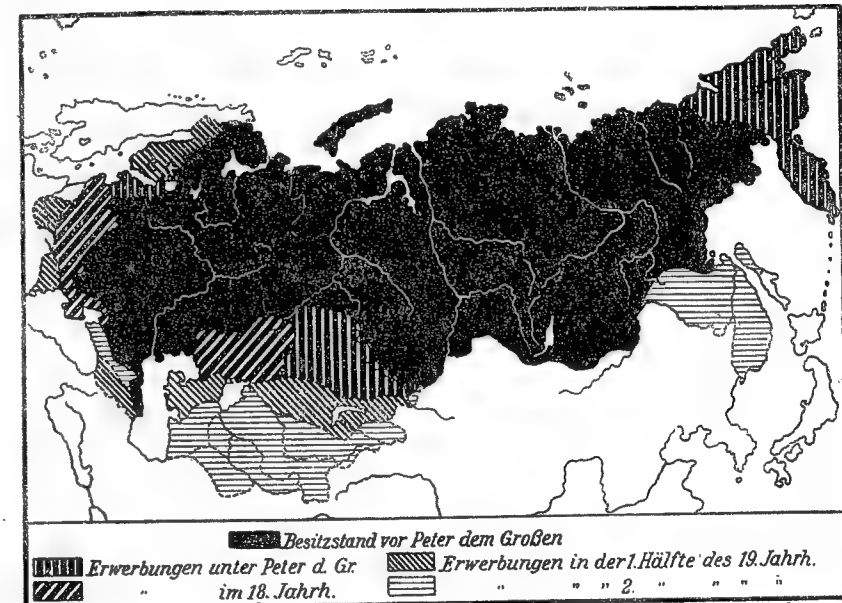 Besitzstand vor Peter dem Großen
Erwerbungen unter Peter d. Gr.
" im 18. Jahrh.
Erwerbungen in der 1. Hälfte des 19. Jahrh.
" " " 2. " " " "